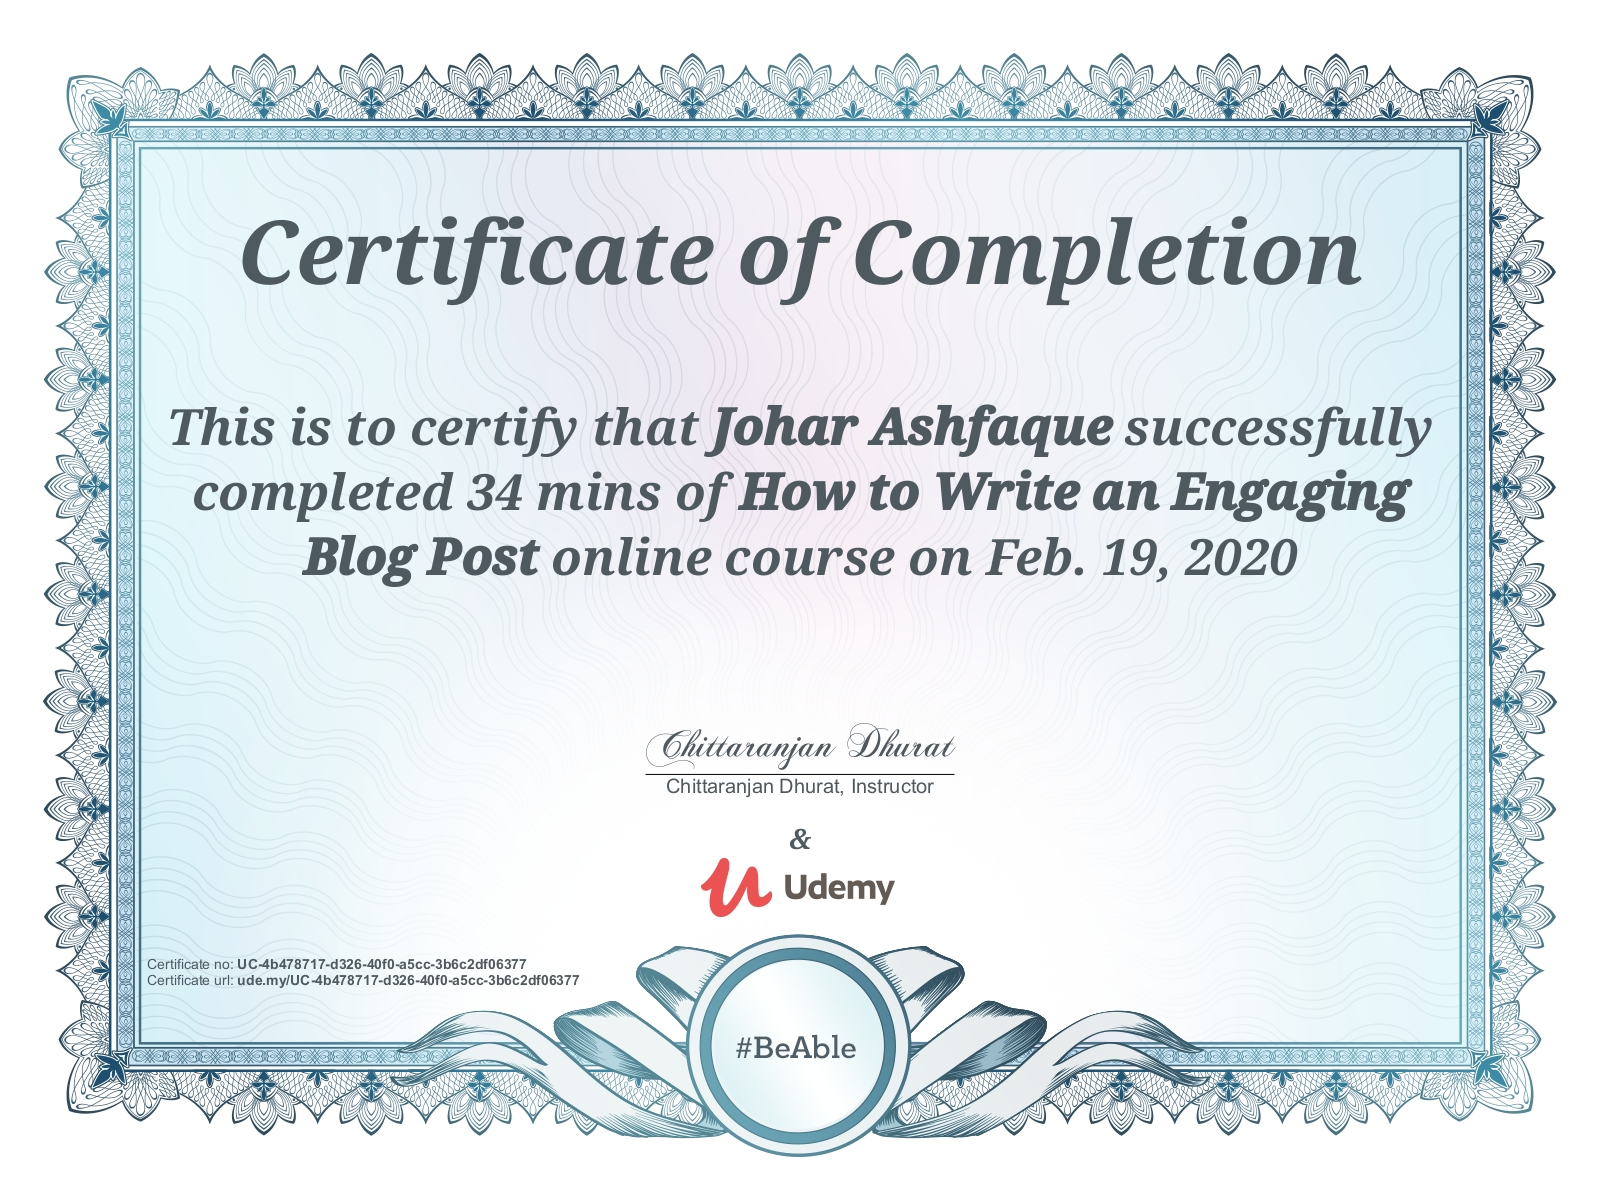 Certificate of Completion
This is to certify that Johar Ashfaque successfully
completed 34 mins of How to Write an Engaging
Blog Post online course on Feb. 19, 2020
Chittaranjan Dhurat
Chittaranjan Dhurat, Instructor
&
Udemy
Certificate no: UC-4b478717-d326-40f0-a5cc-3b6c2df06377
Certificate url: ude.my/UC-4b478717-d326-40f0-a5cc-3b6c2df06377
#BeAble